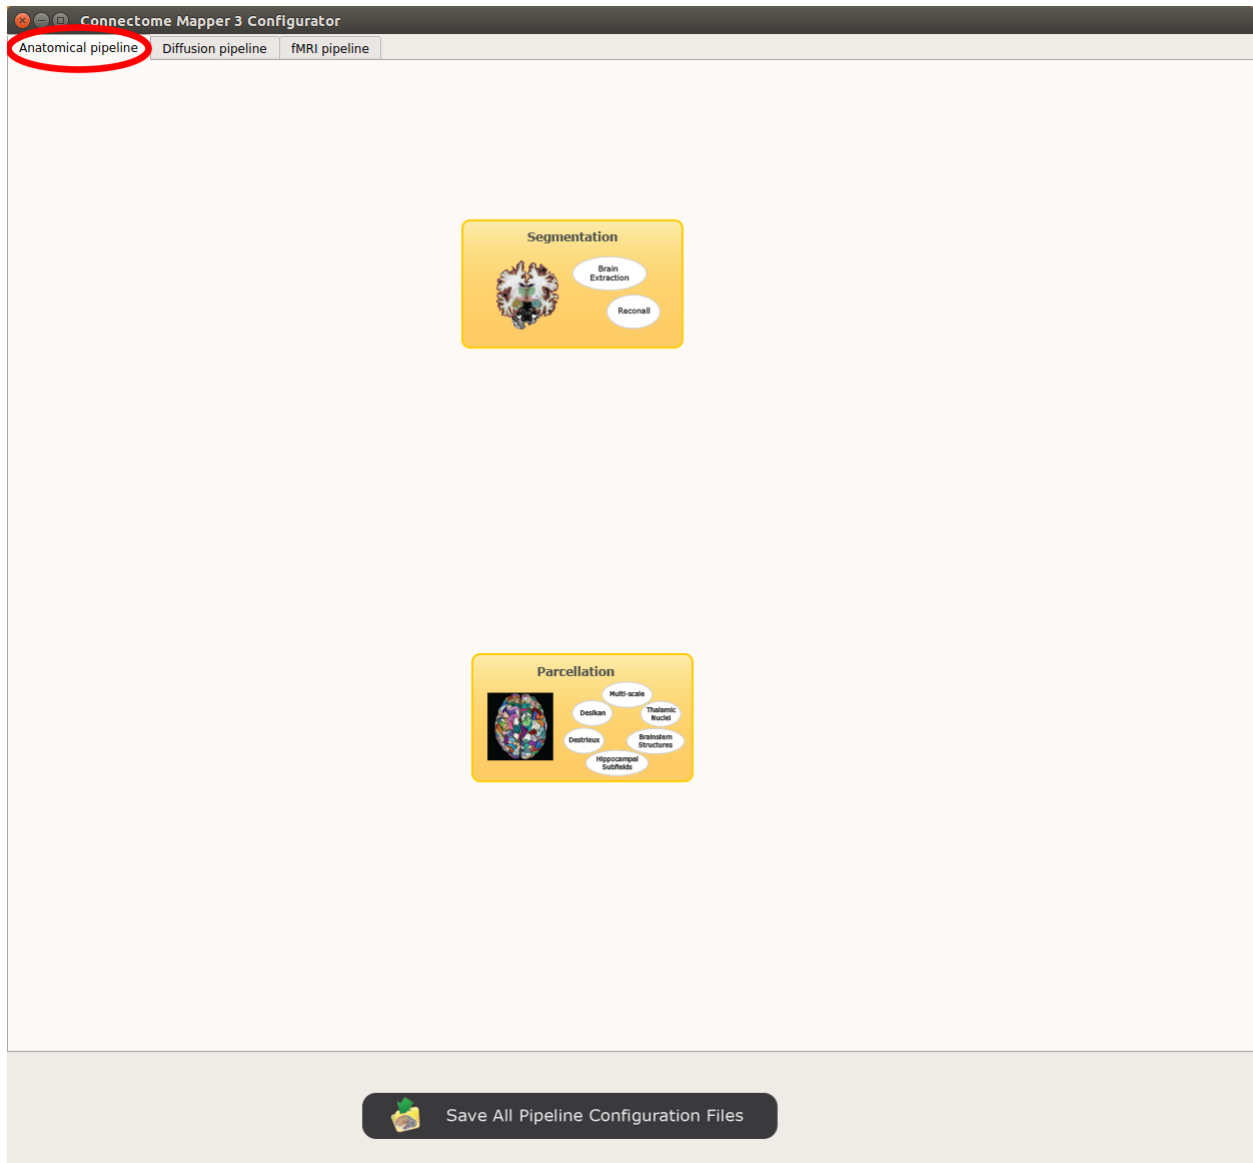 Connectome Mapper 3 Configurator
Anatomical pipeline Diffusion pipeline fMRI pipeline
Segmentation
Brain
Extraction
Reconall
Parcellation
Multi-scale
Desikan
Thalamic
Nuclei
Destrieux
Brainstem
Structures
Hippocampal
Subfields
Save All Pipeline Configuration Files